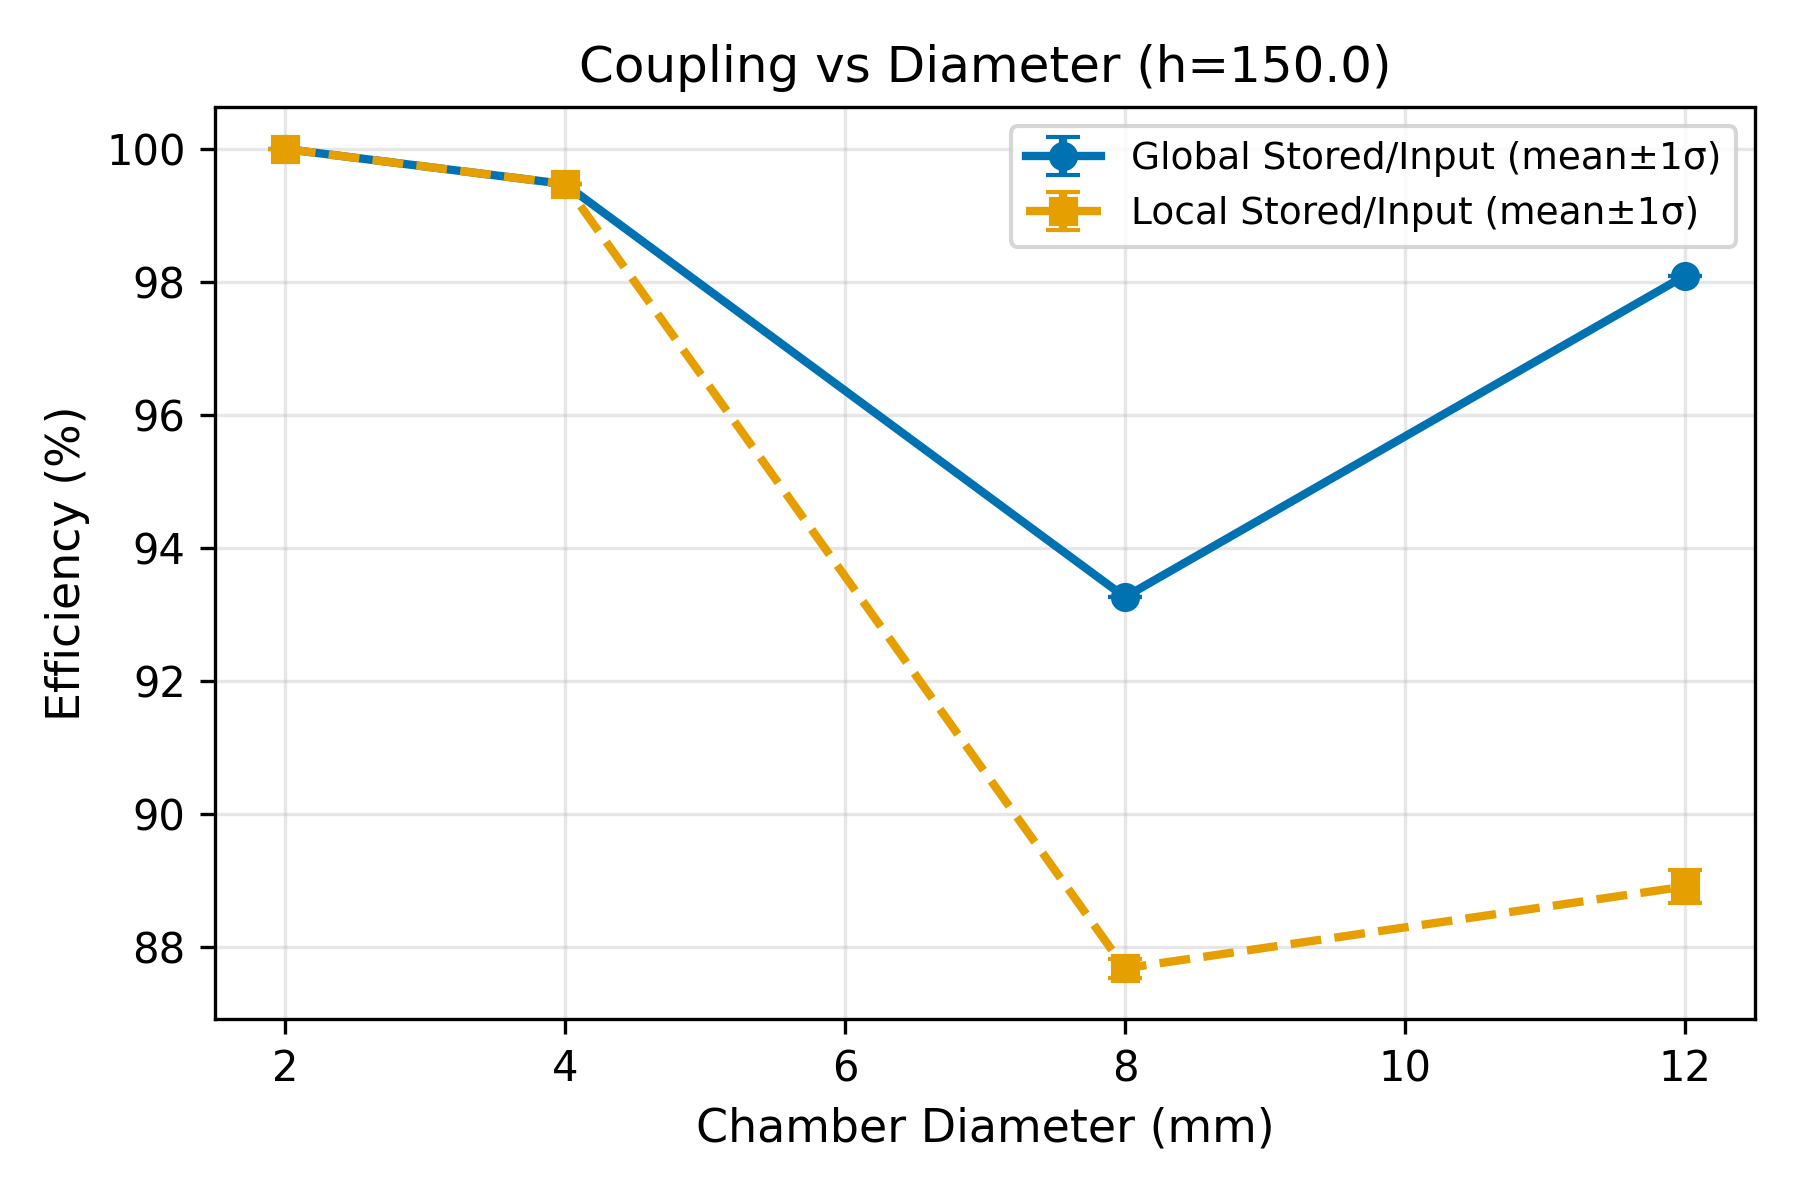 Coupling vs Diameter (h=150.0)
Global Stored/Input (mean±1σ)
Local Stored/Input (mean±1σ)
100
98
96
94
92
90
88
Efficiency (%)
2 4 6 8 10 12
Chamber Diameter (mm)